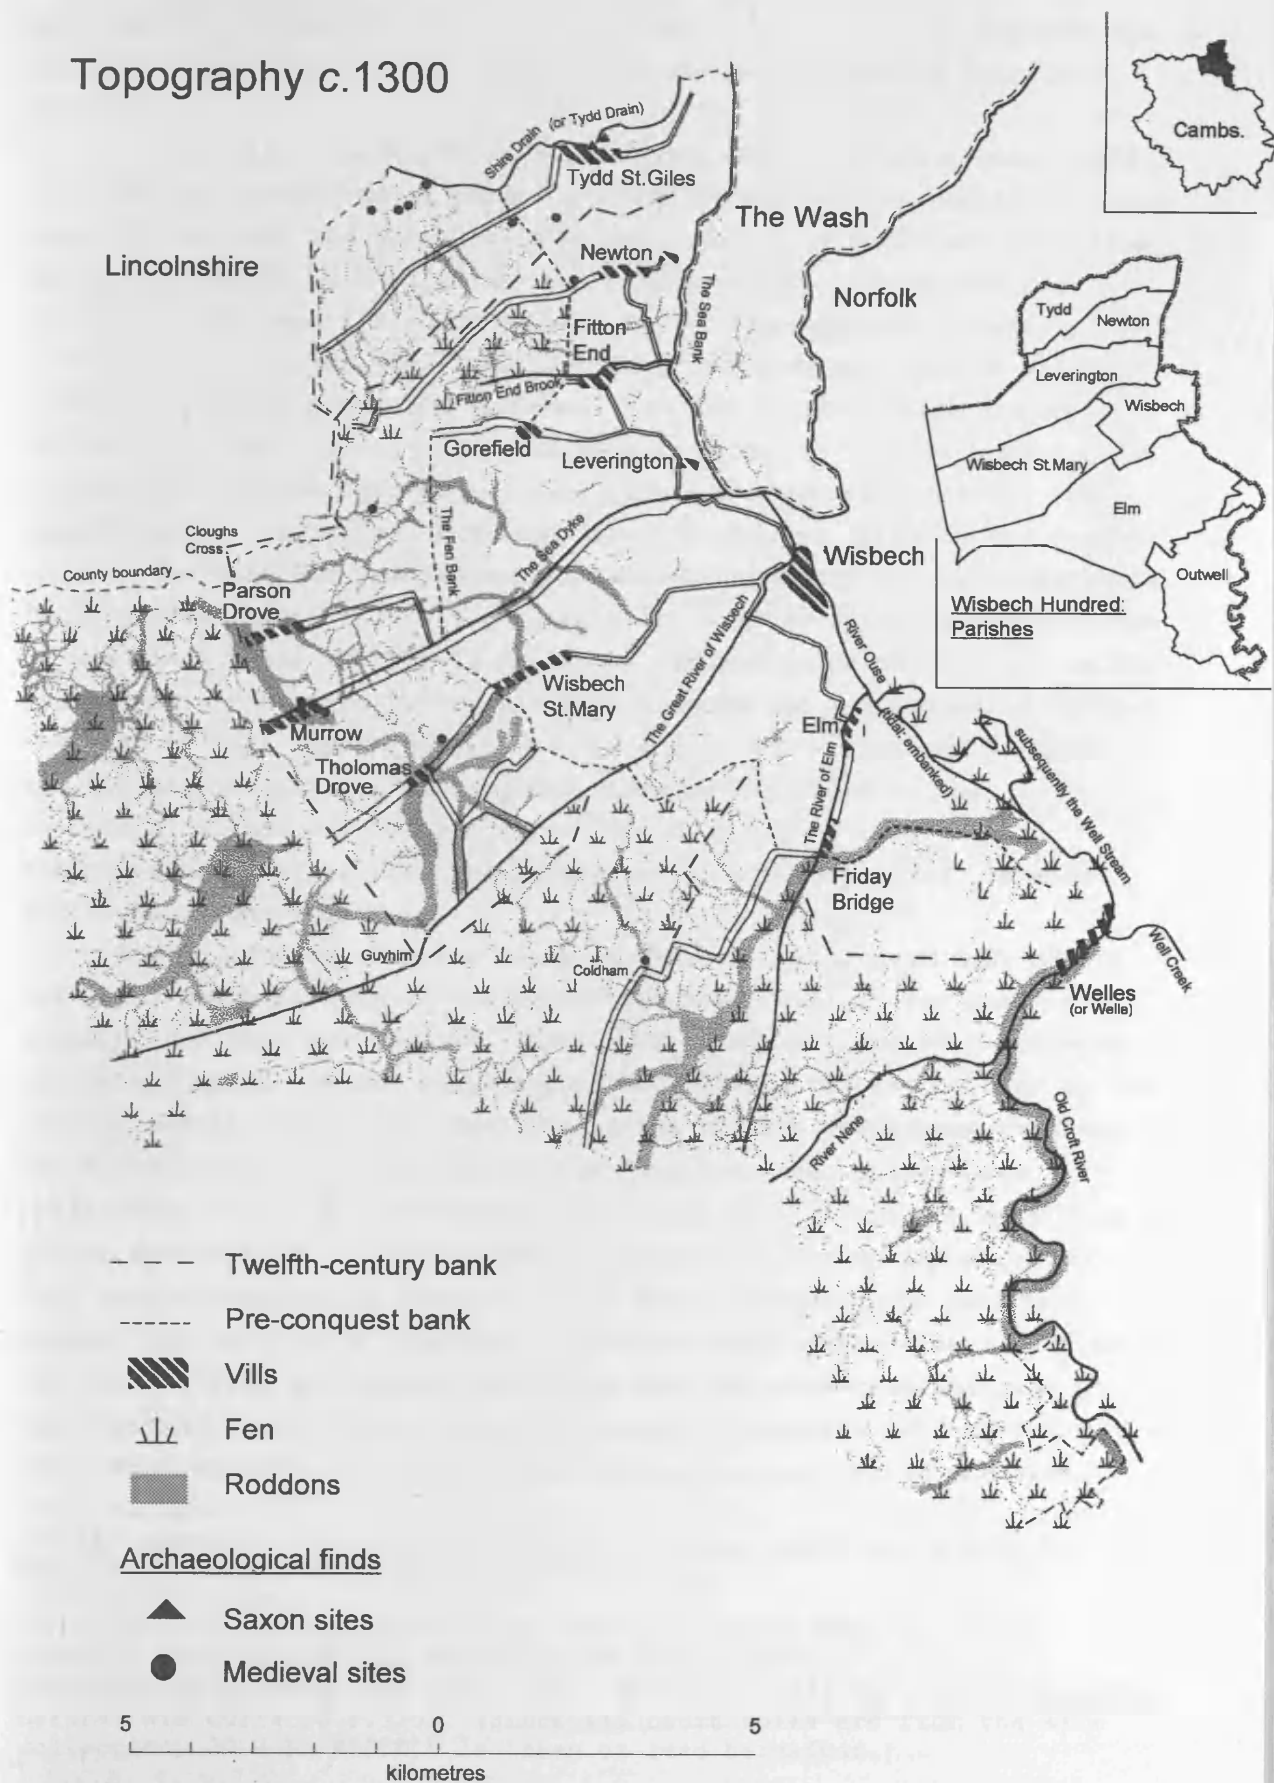 Topography c.1300
Cambs.
Shire Drain (or Tydd Drain)
Tydd St.Giles
The Wash
Lincolnshire
Newton
Norfolk
The Sea Bank
Fitton
End
Fitton End Brook
Gorefield
Leverington
Tydd
Newton
Leverington
Wisbech
Wisbech St.Mary
Elm
Outwell
Wisbech Hundred:
Parishes
Cloughs
Cross
The Fen Bank
The Sea Dyke
Wisbech
County boundary
Parson
Drove
River Ouse
(tidal: embanked)
subsequently the Well Stream
The Great River of Wisbech
Wisbech
St.Mary
Murrow
Elm
Tholomas
Drove
The River of Elm
Friday
Bridge
Guyhirn
Coldham
Well Creek
Welles
(or Welle)
River Nene
Old Croft River
Twelfth-century bank
Pre-conquest bank
Vills
Fen
Roddons
Archaeological finds
Saxon sites
Medieval sites
5 0 5
kilometres